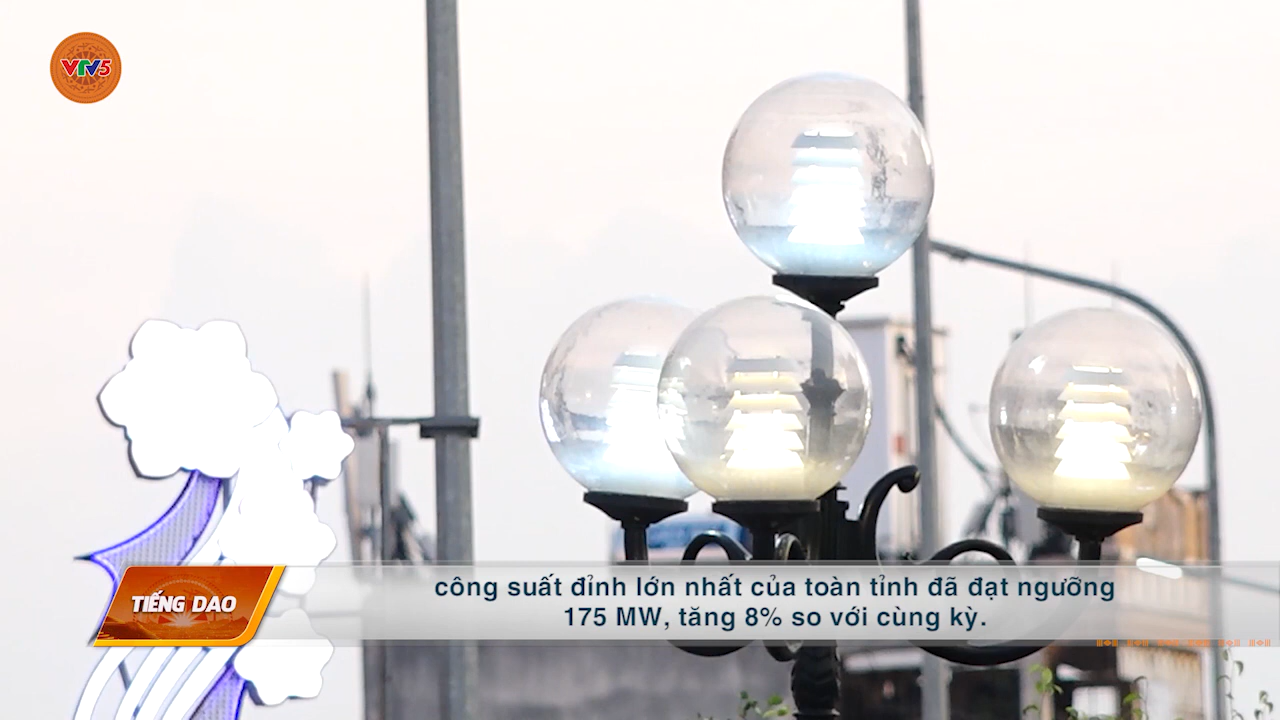 VTV5
TIẾNG DAO
công suất đỉnh lớn nhất của toàn tỉnh đã đạt ngưỡng
175 MW, tăng 8% so với cùng kỳ.